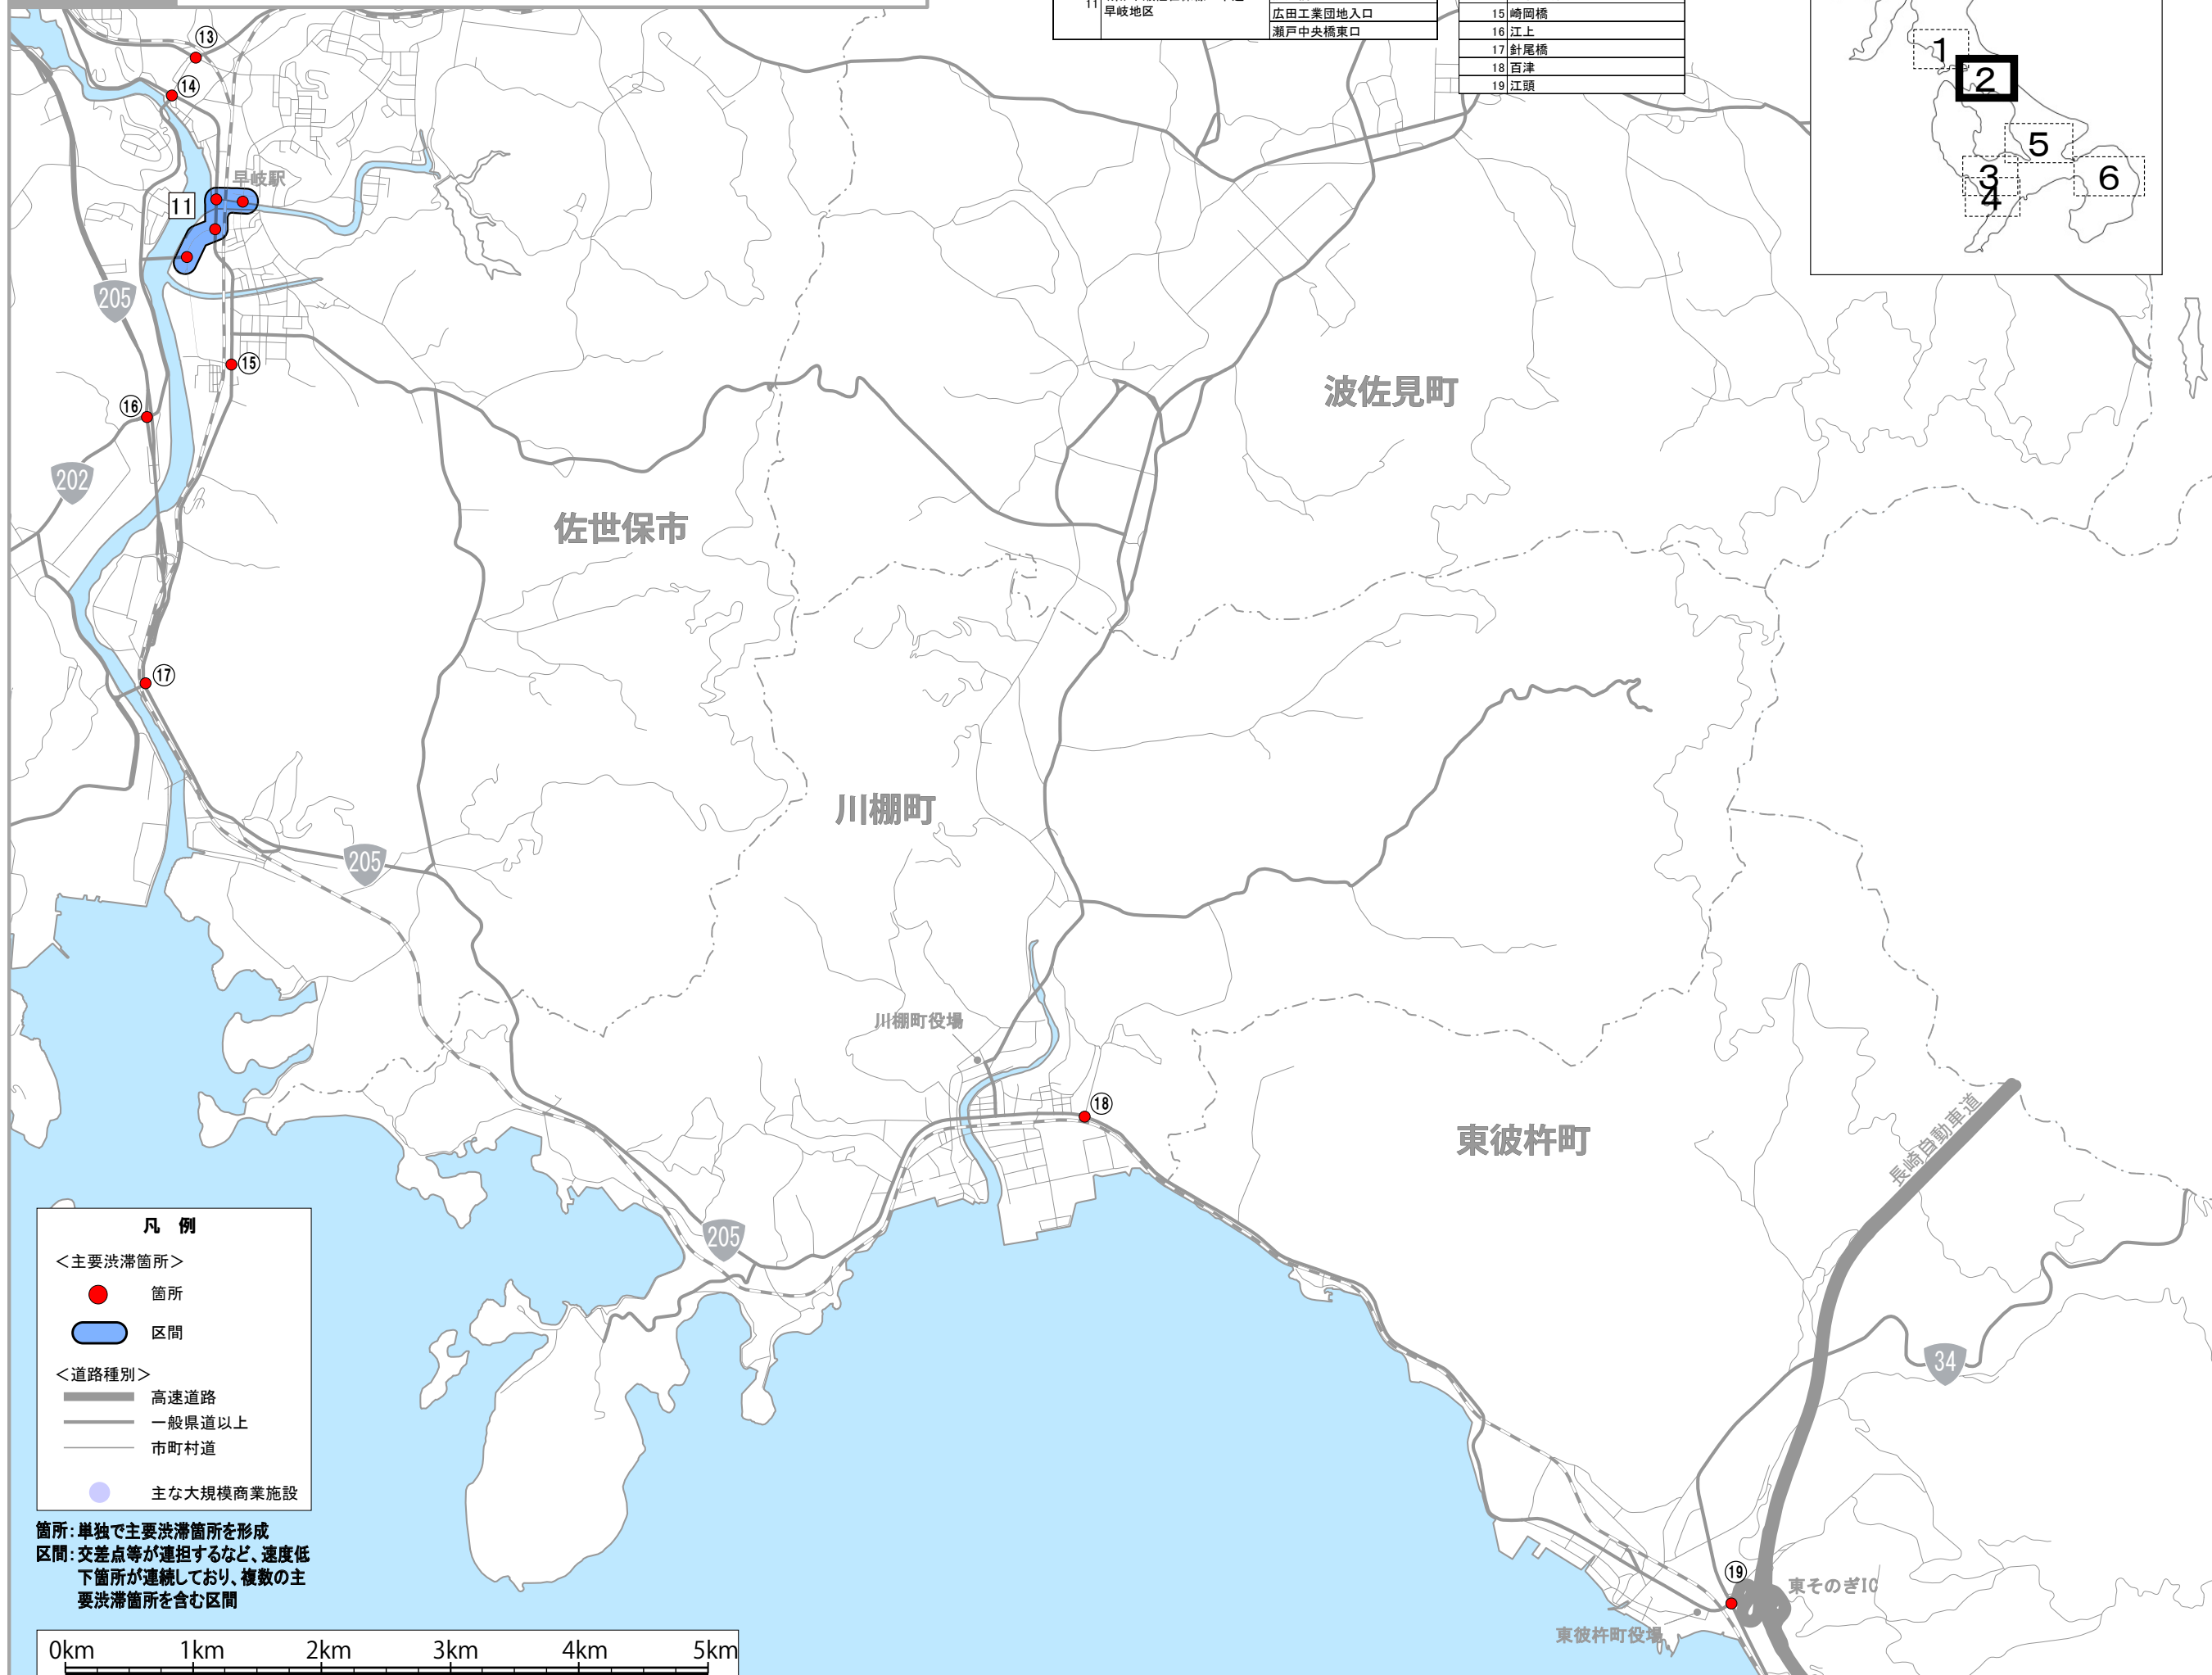 11
早岐地区
広田工業団地入口
瀬戸中央橋東口
15 崎岡橋
16 江上
17 針尾橋
18 百津
19 江頭
1
2
5
3
4
6
⑬
⑭
早岐駅
11
205
⑮
⑯
202
波佐見町
佐世保市
⑰
川棚町
205
川棚町役場
⑱
東彼杵町
長崎自動車道
205
34
⑲
東そのぎIC
東彼杵町役場
凡 例
＜主要渋滞箇所＞
箇所
区間
＜道路種別＞
高速道路
一般県道以上
市町村道
主な大規模商業施設
箇所：単独で主要渋滞箇所を形成
区間：交差点等が連担するなど、速度低
下箇所が連続しており、複数の主
要渋滞箇所を含む区間
0km 1km 2km 3km 4km 5km